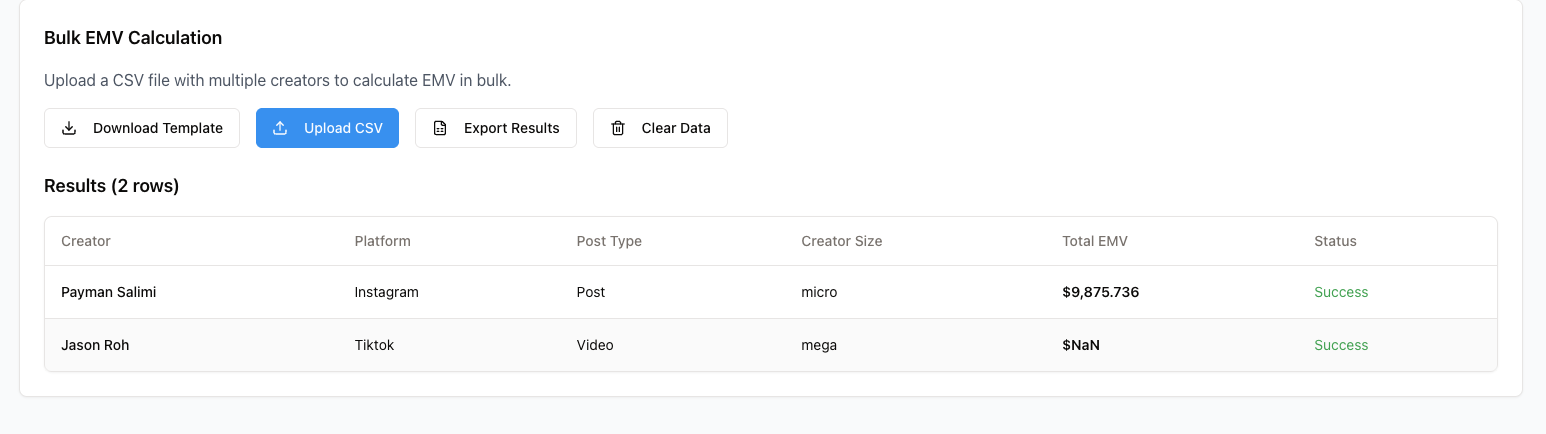 Bulk EMV Calculation
Upload a CSV file with multiple creators to calculate EMV in bulk.
Download Template Upload CSV Export Results Clear Data
Results (2 rows)
Creator Platform Post Type Creator Size Total EMV Status
Payman Salimi Instagram Post micro $9,875.736 Success
Jason Roh Tiktok Video mega $NaN Success